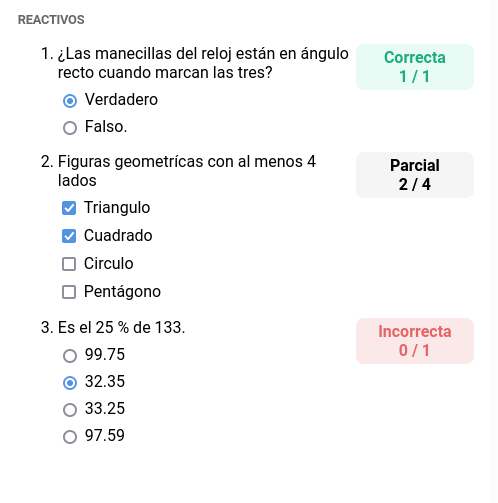 REACTIVOS
1. ¿Las manecillas del reloj están en ángulo
recto cuando marcan las tres?
Correcta
1 / 1
Verdadero
Falso.
2. Figuras geometrícas con al menos 4
lados
Parcial
2 / 4
Triangulo
Cuadrado
Circulo
Pentágono
3. Es el 25 % de 133.
Incorrecta
0 / 1
99.75
32.35
33.25
97.59